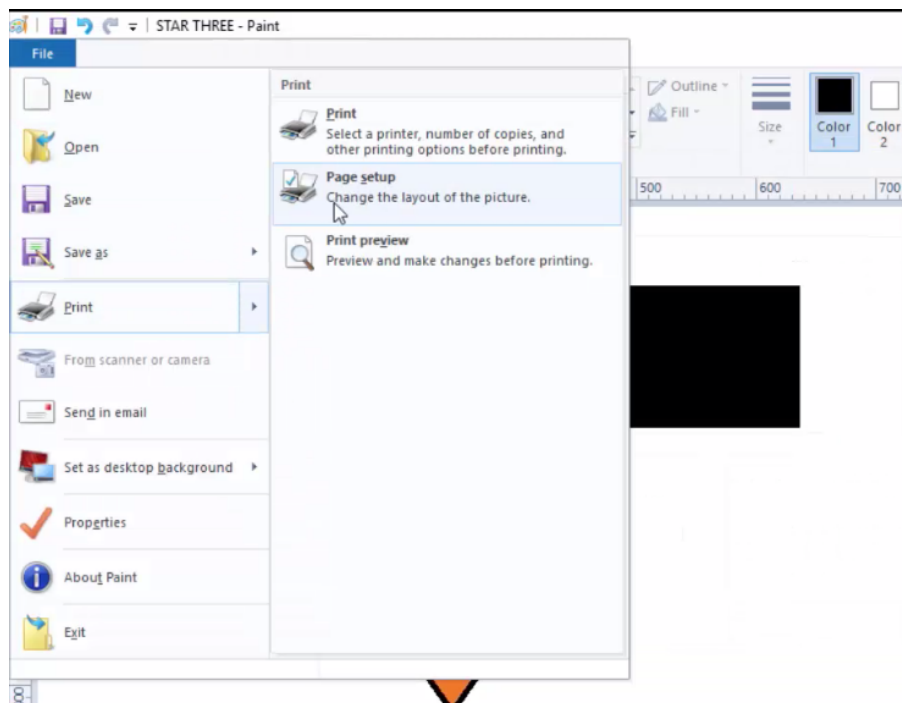 STAR THREE - Paint
File
New
Open
Save
Save as
Print
From scanner or camera
Send in email
Set as desktop background
Properties
About Paint
Exit
Print
Print
Select a printer, number of copies, and
other printing options before printing.
Page setup
Change the layout of the picture.
Print preview
Preview and make changes before printing.
Outline
Fill
Size
Color
1
Color
2
500
600
700